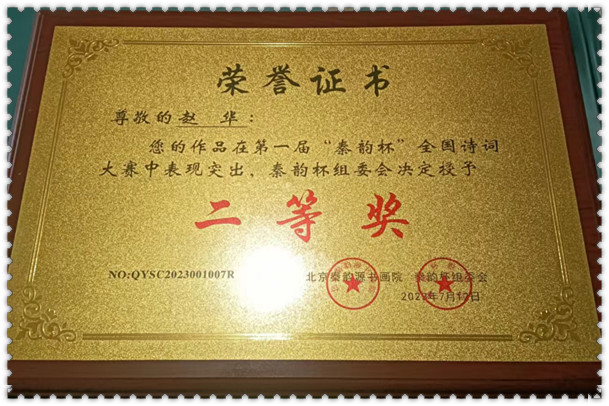 荣誉证书
尊敬的赵 华：
您的作品在第一届“秦韵杯”全国诗词
大赛中表现突出，秦韵杯组委会决定授予
二等奖
NO:QYSC2023001007R
北京秦韵源书画院 秦韵杯组委会
2023年7月10日